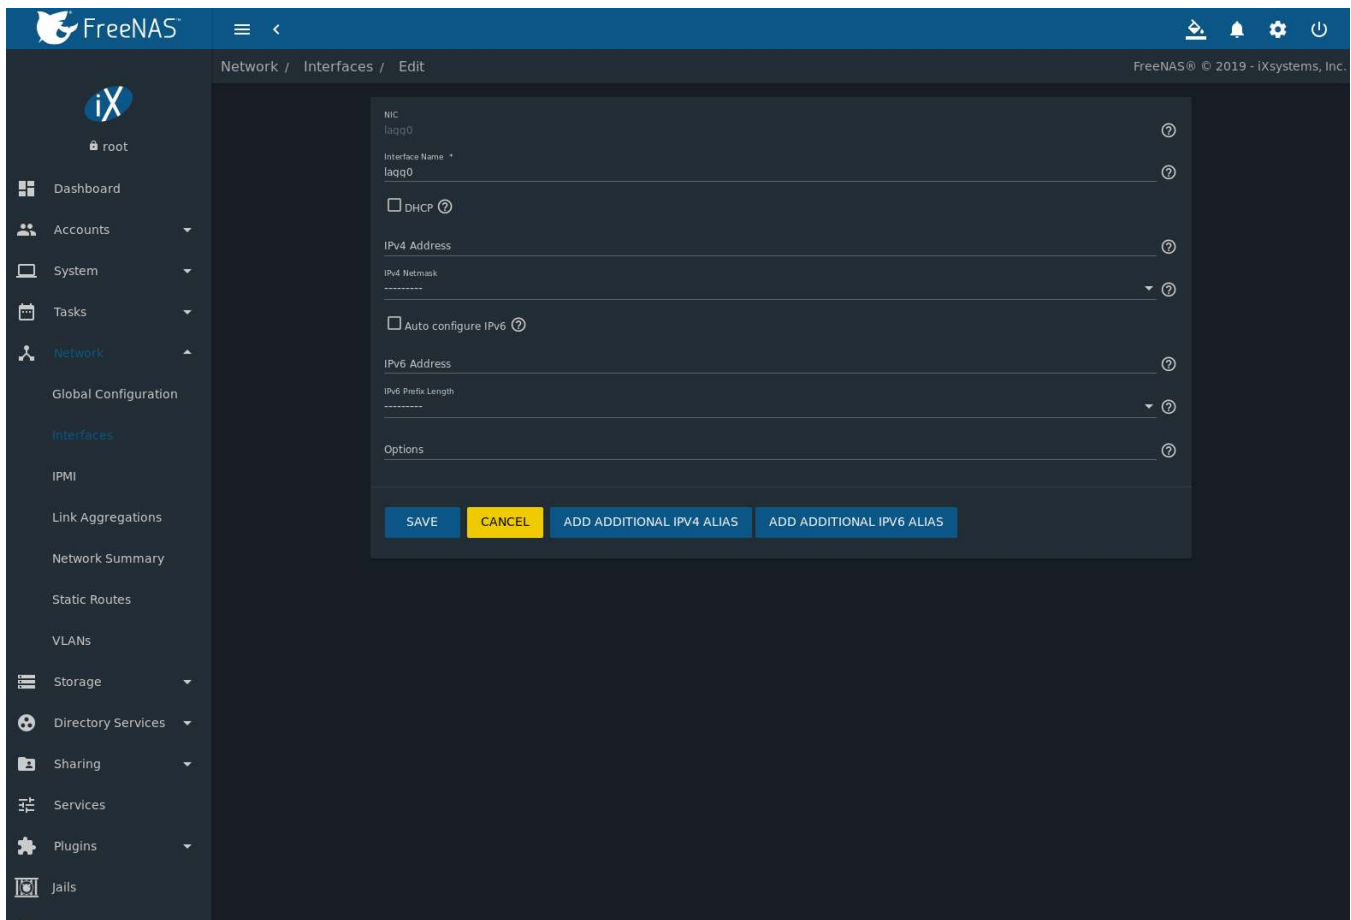 FreeNAS
Network / Interfaces / Edit
FreeNAS® © 2019 - iXsystems, Inc.
iX
root
Dashboard
Accounts
System
Tasks
Network
Global Configuration
Interfaces
IPMI
Link Aggregations
Network Summary
Static Routes
VLANs
Storage
Directory Services
Sharing
Services
Plugins
Jails
NIC
lagg0
Interface Name *
lagg0
DHCP
IPv4 Address
IPv4 Netmask
---------
Auto configure IPv6
IPv6 Address
IPv6 Prefix Length
---------
Options
SAVE
CANCEL
ADD ADDITIONAL IPV4 ALIAS
ADD ADDITIONAL IPV6 ALIAS